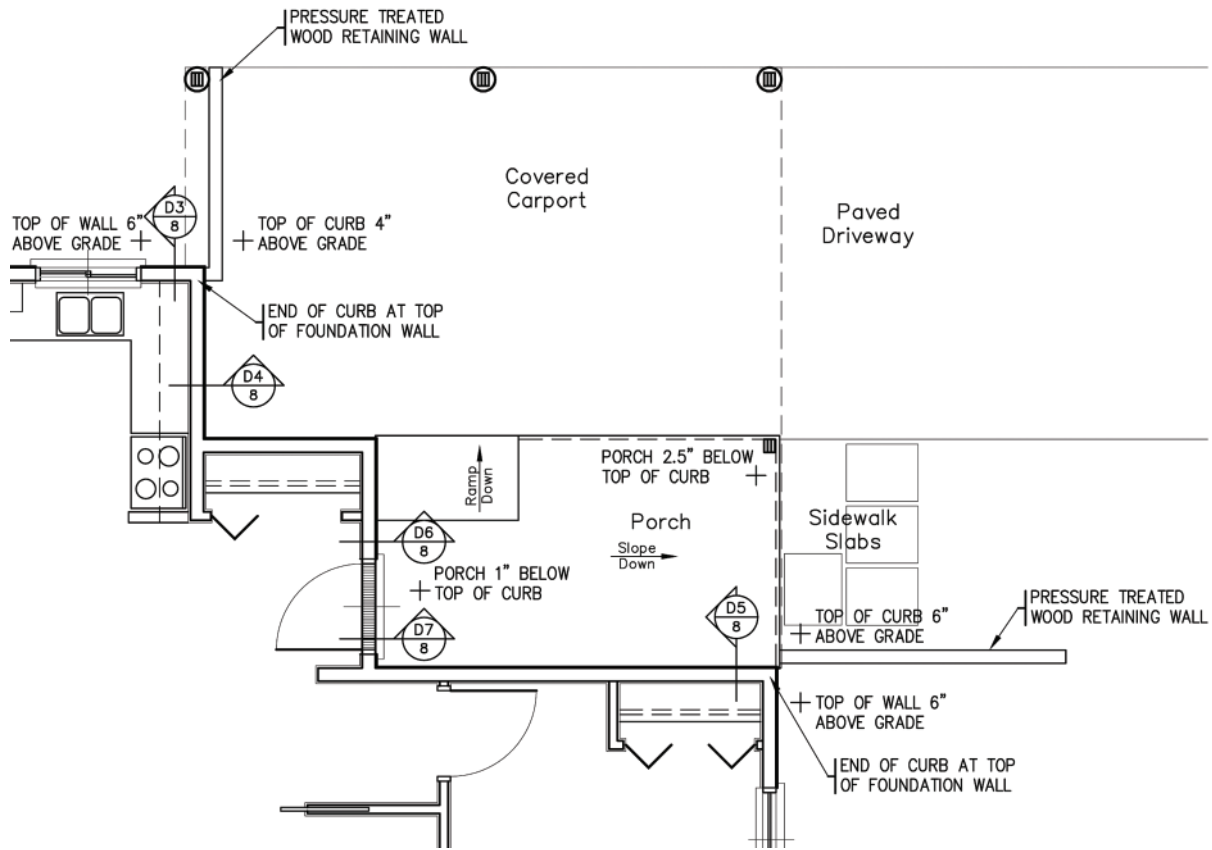 PRESSURE TREATED
WOOD RETAINING WALL
Covered
Carport
Paved
Driveway
D3
8
TOP OF WALL 6"
ABOVE GRADE
TOP OF CURB 4"
ABOVE GRADE
END OF CURB AT TOP
OF FOUNDATION WALL
D4
8
Ramp
Down
PORCH 2.5" BELOW
TOP OF CURB
Porch
Slope
Down
Sidewalk
Slabs
D6
8
PORCH 1" BELOW
TOP OF CURB
D7
8
D5
8
TOP OF CURB 6"
ABOVE GRADE
PRESSURE TREATED
WOOD RETAINING WALL
TOP OF WALL 6"
ABOVE GRADE
END OF CURB AT TOP
OF FOUNDATION WALL